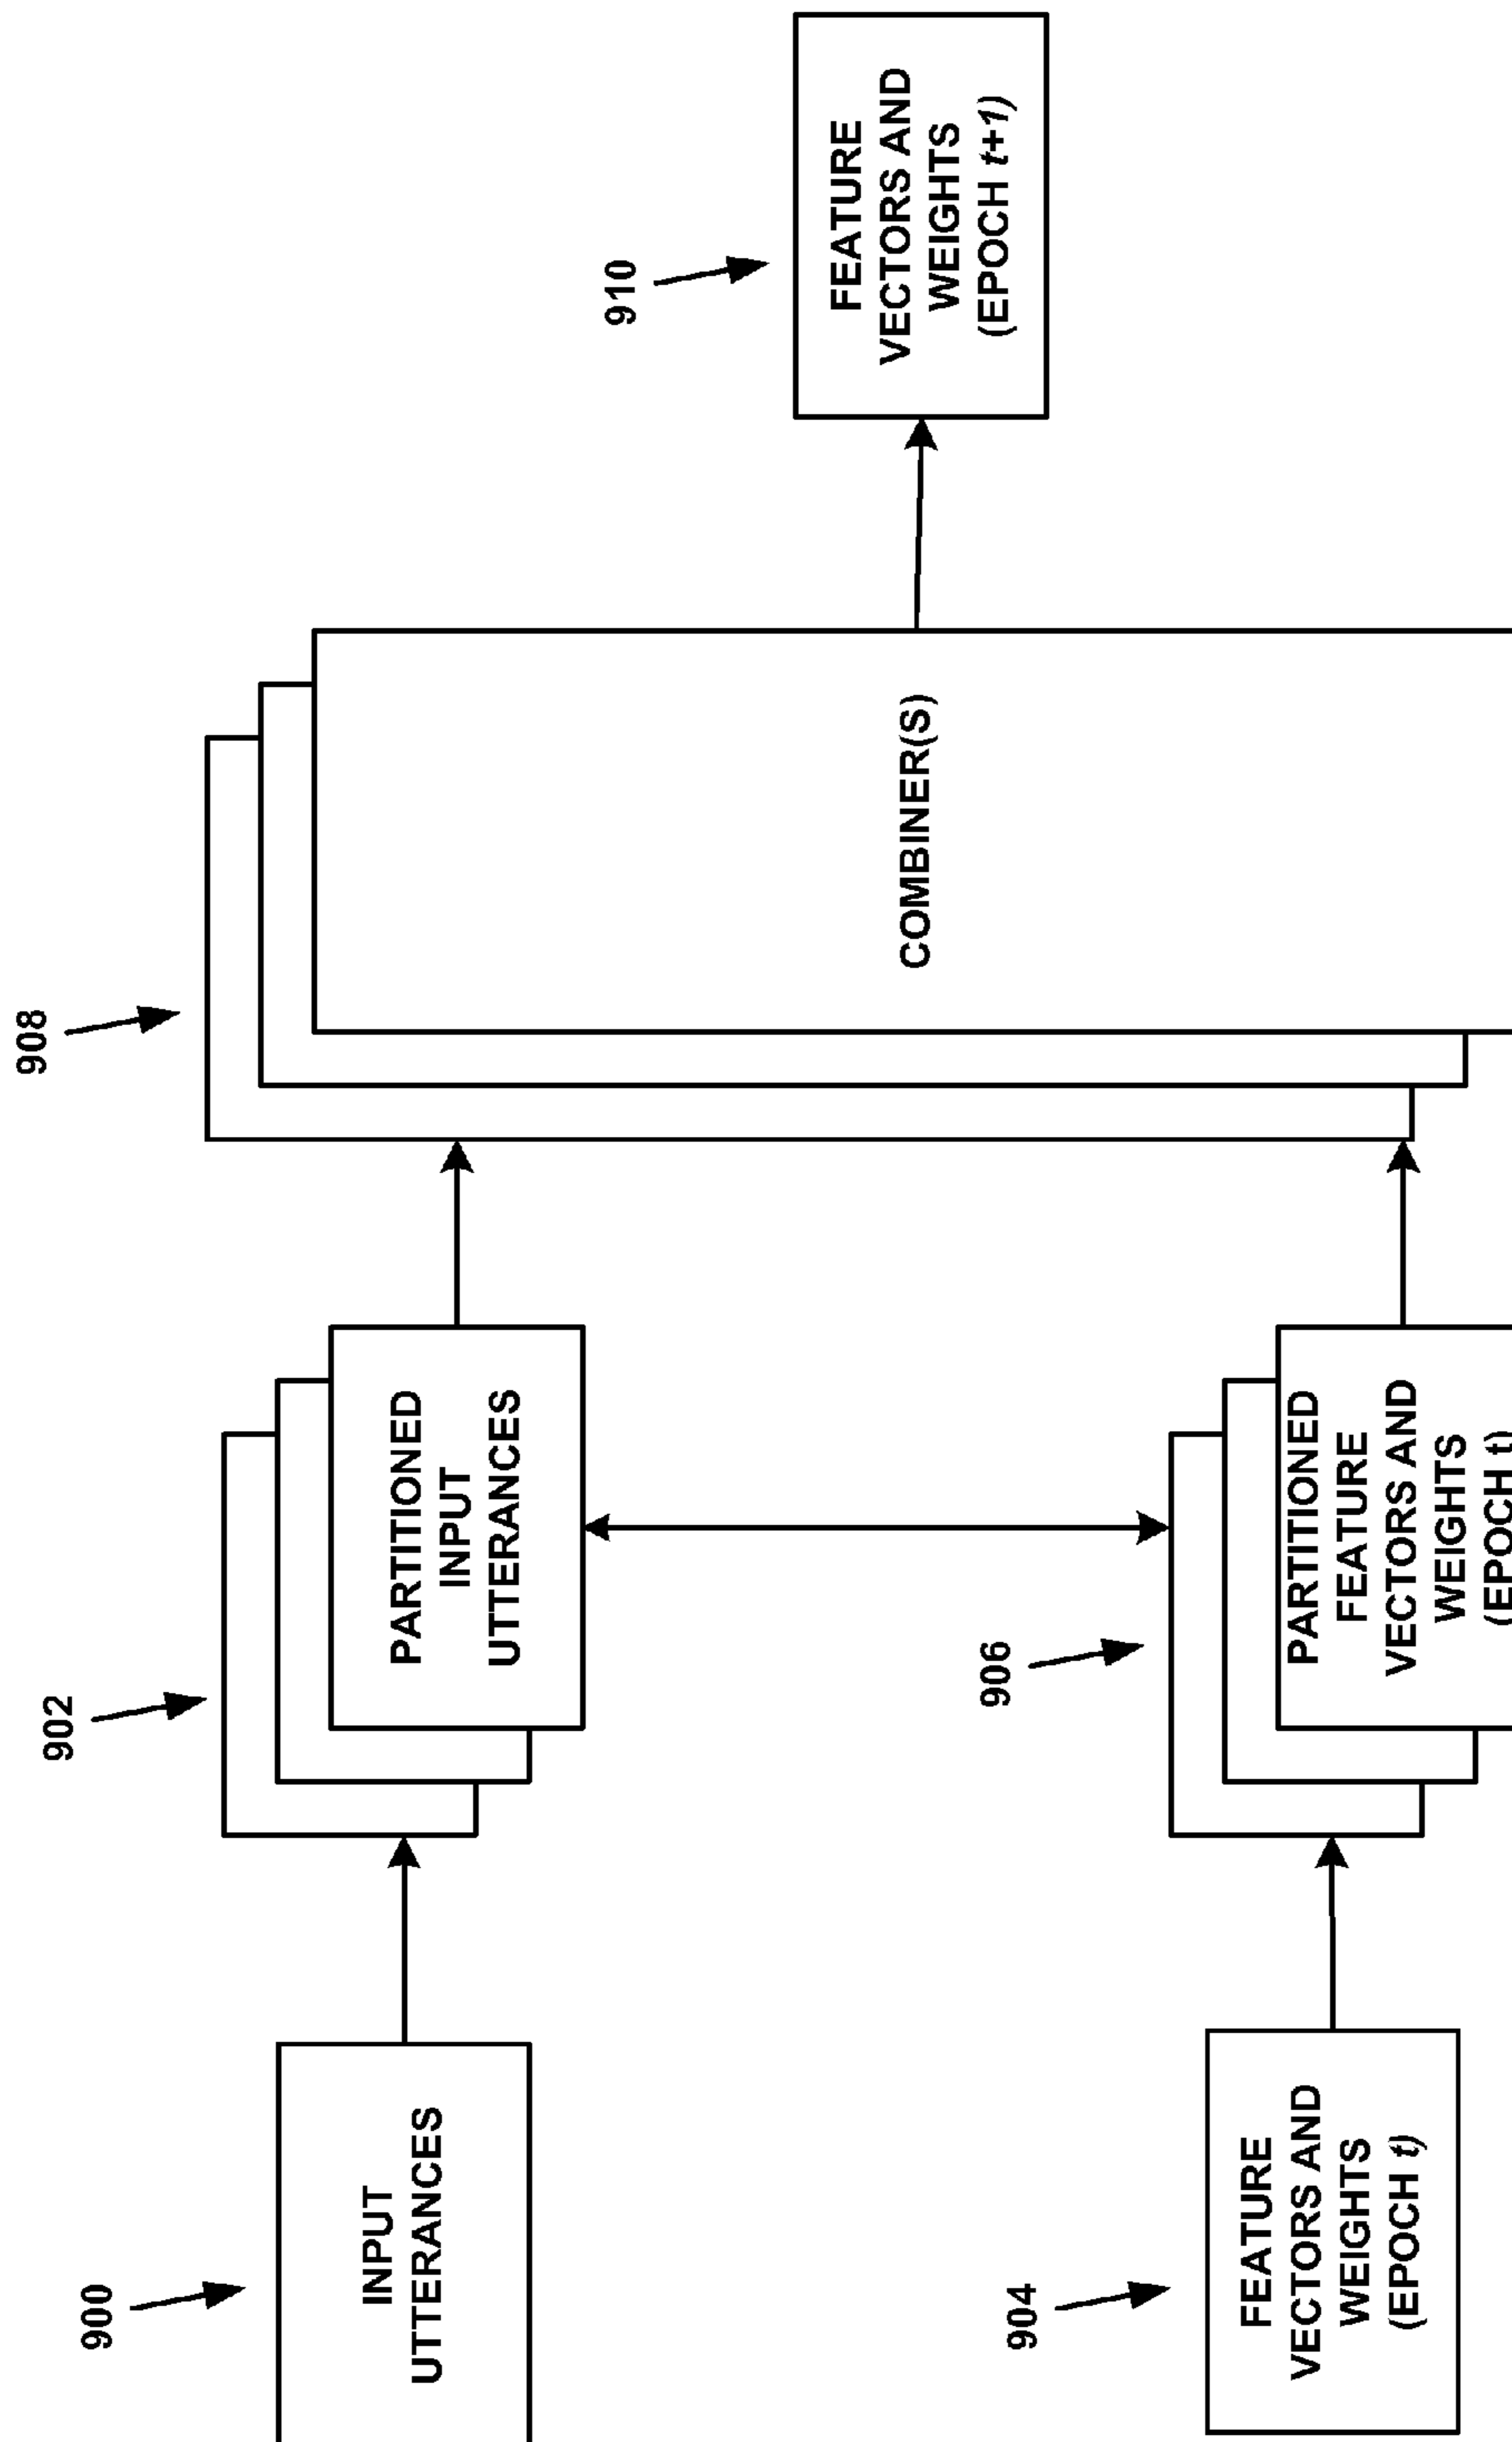 900
INPUT
UTTERANCES
902
PARTITIONED
INPUT
UTTERANCES
904
FEATURE
VECTORS AND
WEIGHTS
(EPOCH t)
906
PARTITIONED
FEATURE
VECTORS AND
WEIGHTS
(EPOCH t)
908
COMBINER(S)
910
FEATURE
VECTORS AND
WEIGHTS
(EPOCH t+1)